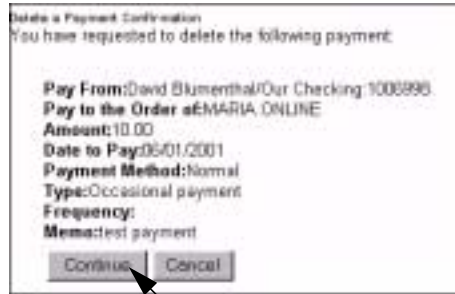 Delete a Payment Confirmation
You have requested to delete the following payment:
Pay From:David Blumenthal/Our Checking:1006998
Pay to the Order of:MARIA ONLINE
Amount:10.00
Date to Pay:06/01/2001
Payment Method:Normal
Type:Occasional payment
Frequency:
Memo:test payment
Continue Cancel